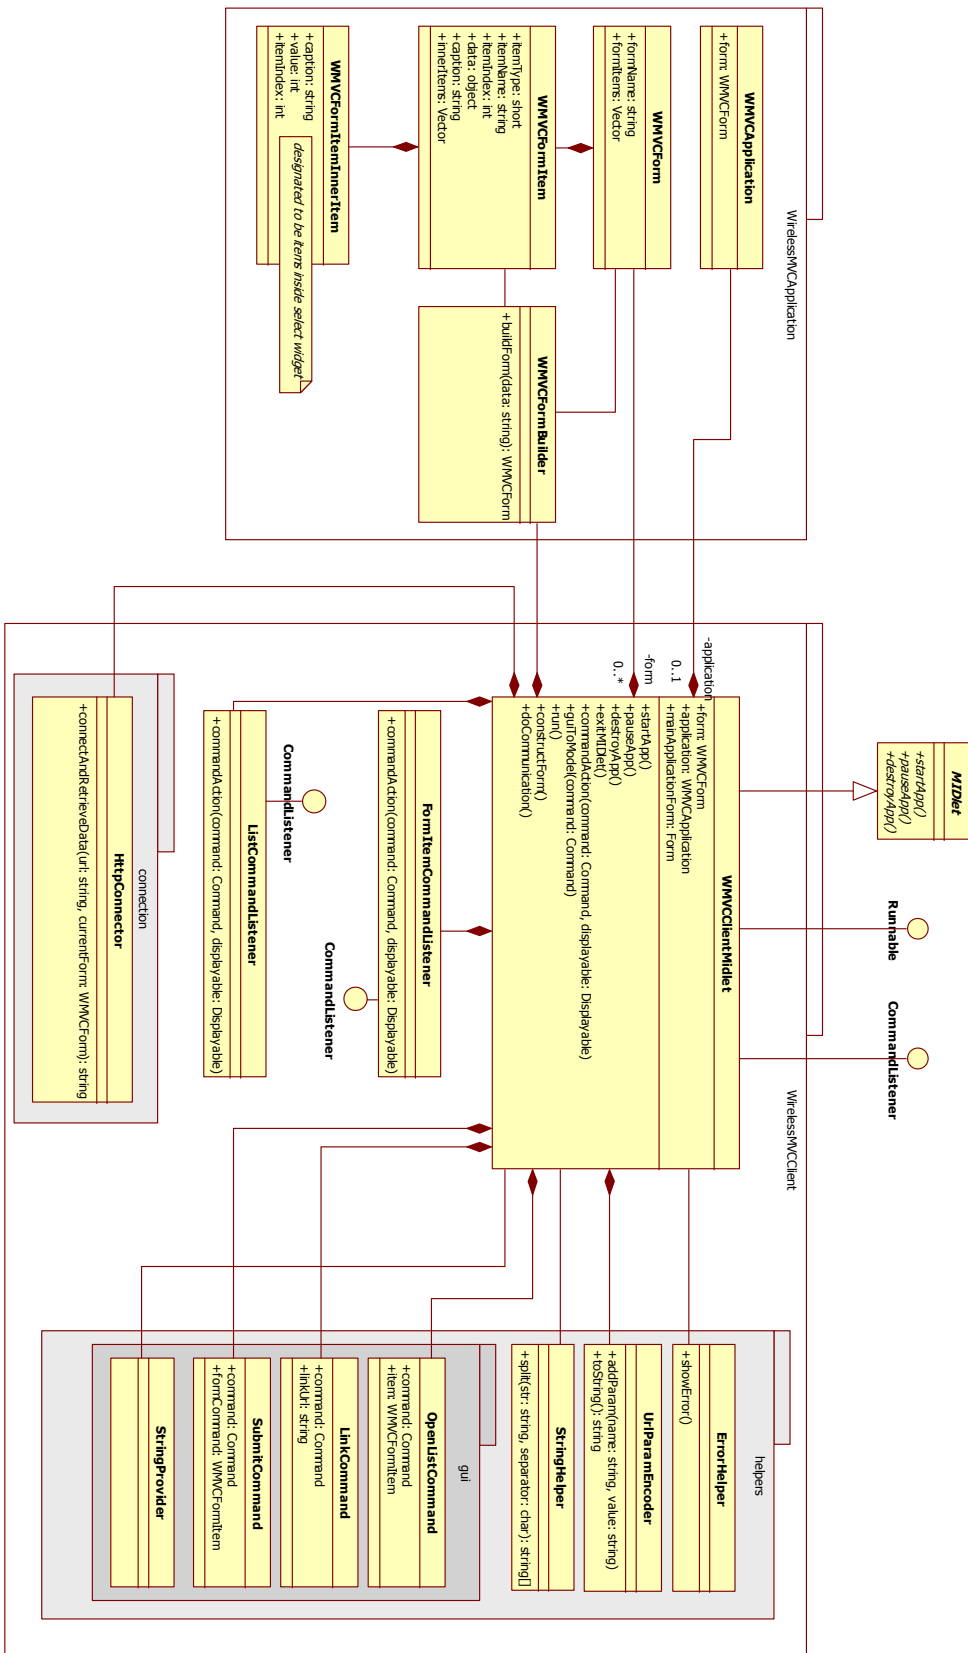 WirelessMVCApplication
WMVCApplication
+form: WMVCForm
WMVCForm
+formName: string
+formItems: Vector
WMVCFormItem
+itemType: short
+itemName: string
+itemIndex: int
+data: object
+caption: string
+innerItems: Vector
WMVCFormItemInnerItem
+caption: string
+value: int
+itemIndex: int
designated to be items inside select widget
WMVCFormBuilder
+buildForm(data: string): WMVCForm
MIDlet
+startApp()
+pauseApp()
+destroyApp()
Runnable
CommandListener
WirelessMVCClient
-application
0..1
-form
0..*
WMVCClientMidlet
+form: WMVCForm
+application: WMVCApplication
+mainApplicationForm: Form
+startApp()
+pauseApp()
+destroyApp()
+exitMIDlet()
+commandAction(command: Command, displayable: Displayable)
+guiToModel(command: Command)
+run()
+constructForm()
+doCommunication()
FormItemCommandListener
+commandAction(command: Command, displayable: Displayable)
CommandListener
CommandListener
ListCommandListener
+commandAction(command: Command, displayable: Displayable)
connection
HttpConnector
+connectAndRetrieveData(url: string, currentForm: WMVCForm): string
helpers
ErrorHelper
+showError()
UrlParamEncoder
+addParam(name: string, value: string)
+toString(): string
StringHelper
+split(str: string, separator: char): string[]
gui
OpenListCommand
+command: Command
+item: WMVCFormItem
LinkCommand
+command: Command
+linkUrl: string
SubmitCommand
+command: Command
+formCommand: WMVCFormItem
StringProvider